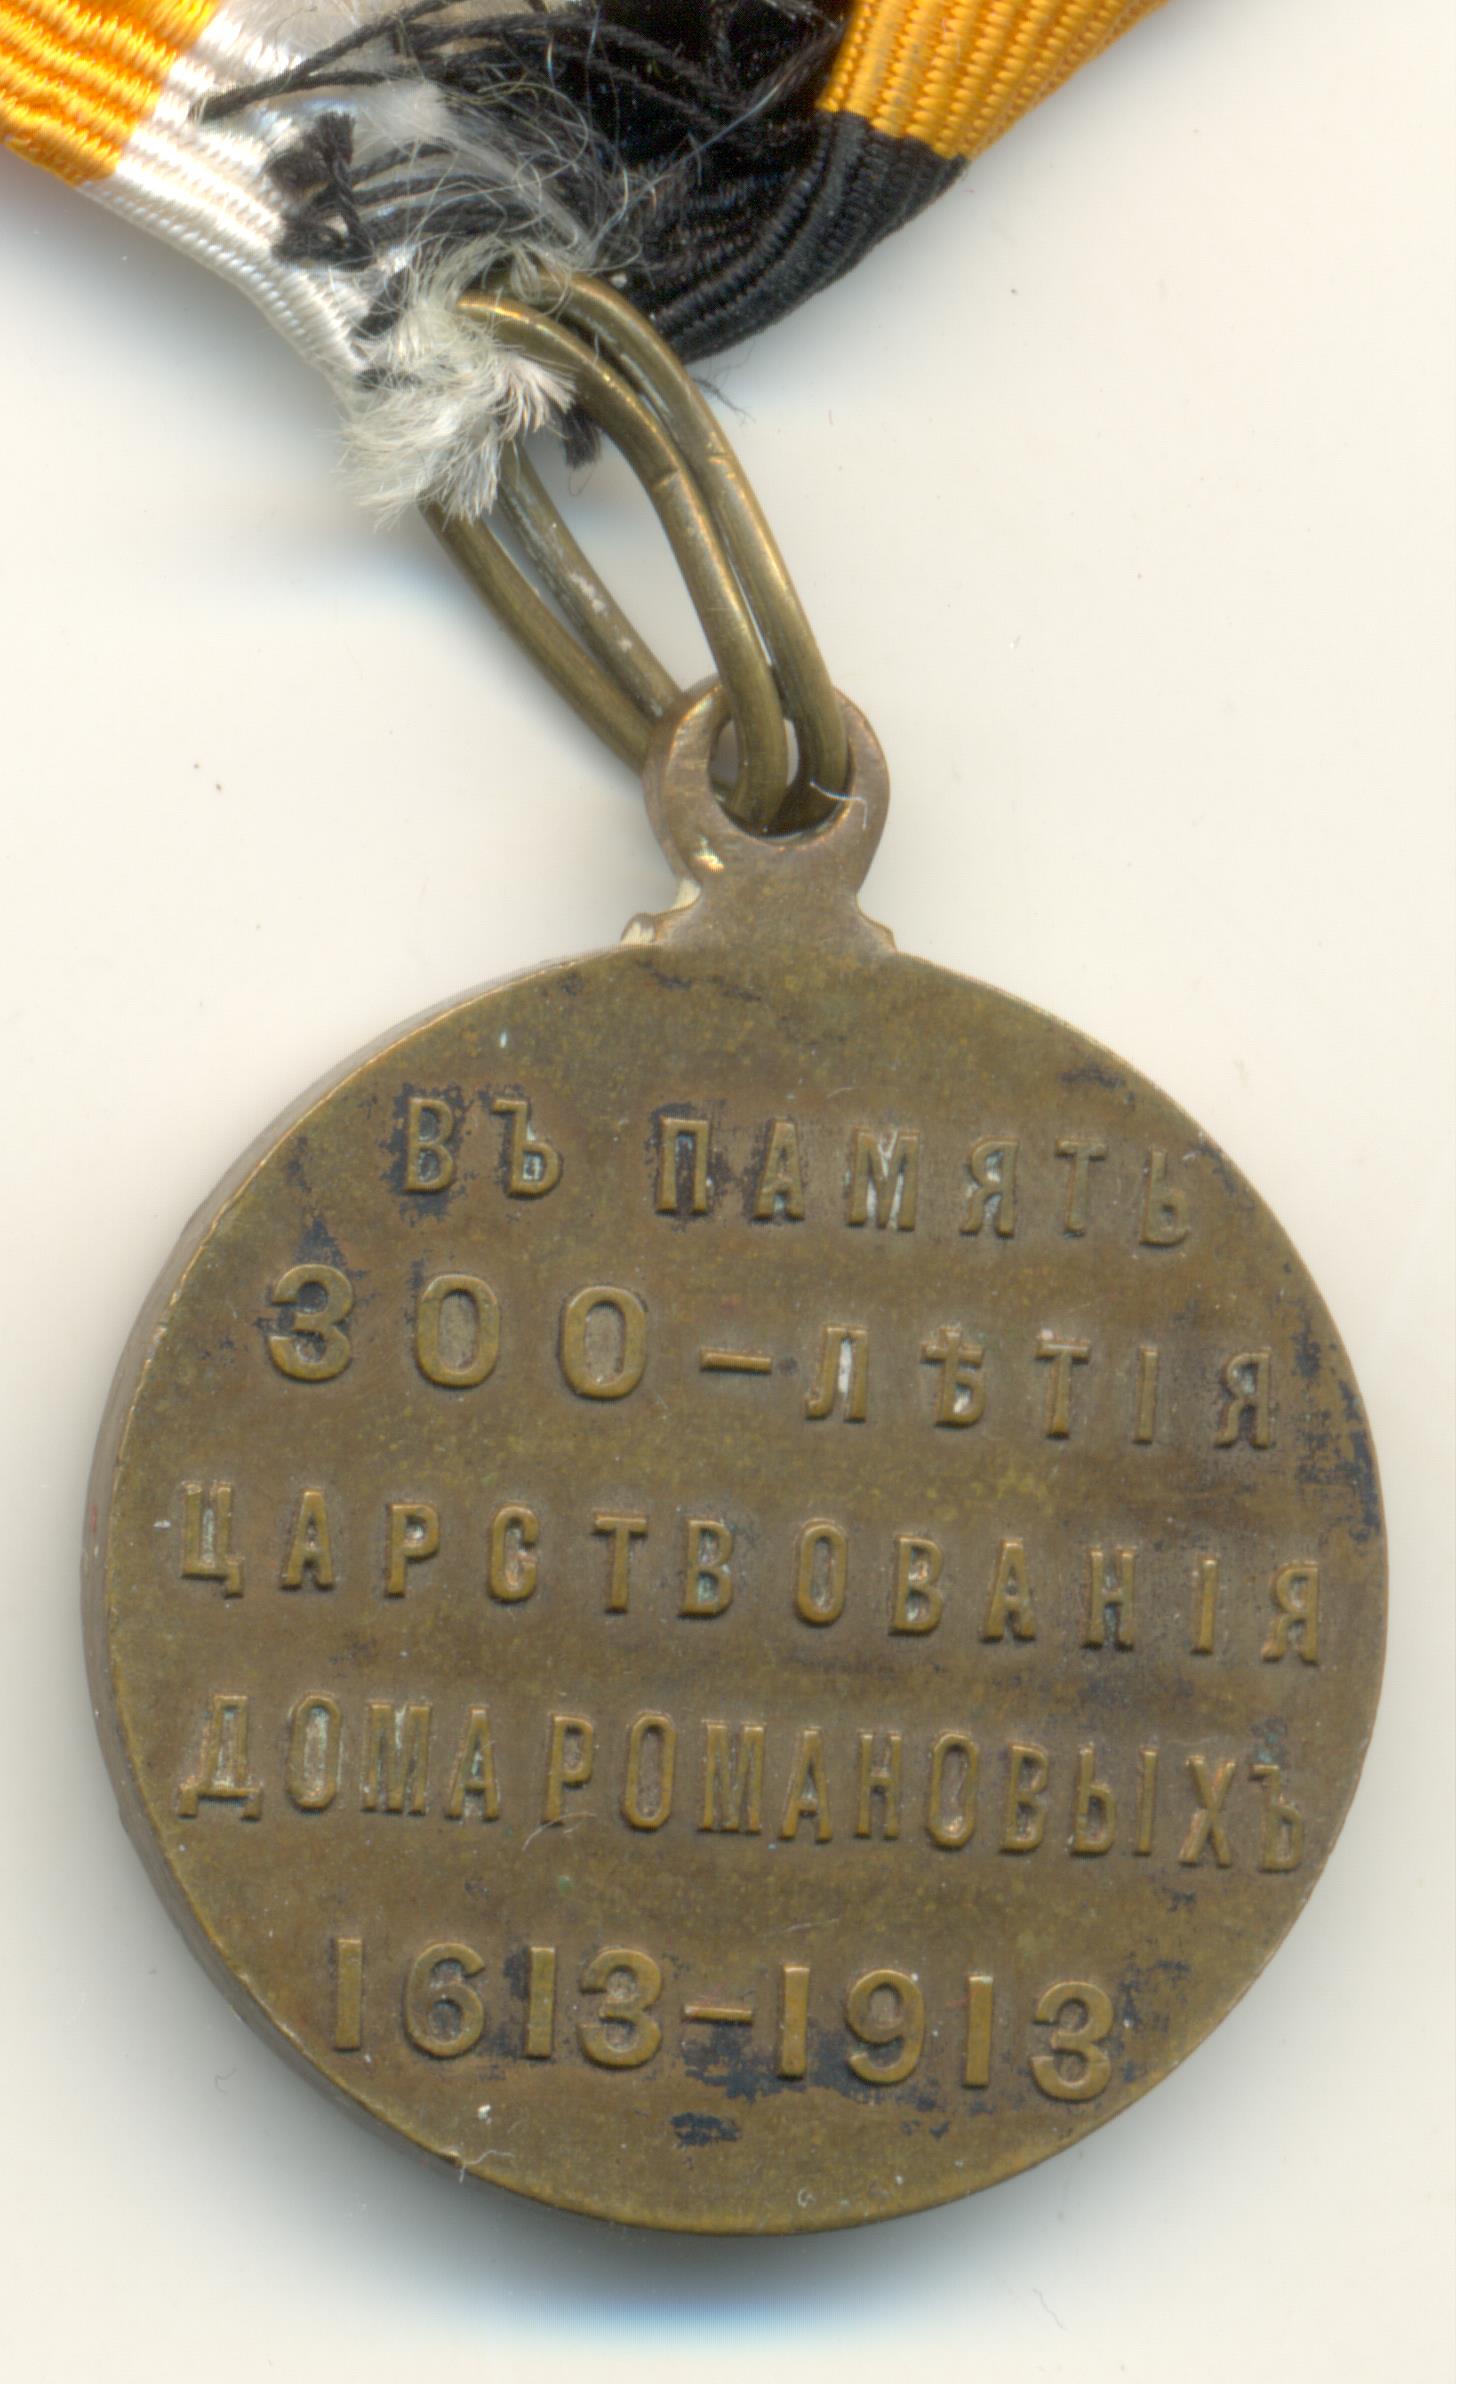 ВЪ ПАМЯТЬ
300-ЛѢТІЯ
ЦАРСТВОВАНІЯ
ДОМА РОМАНОВЫХЪ
1613-1913